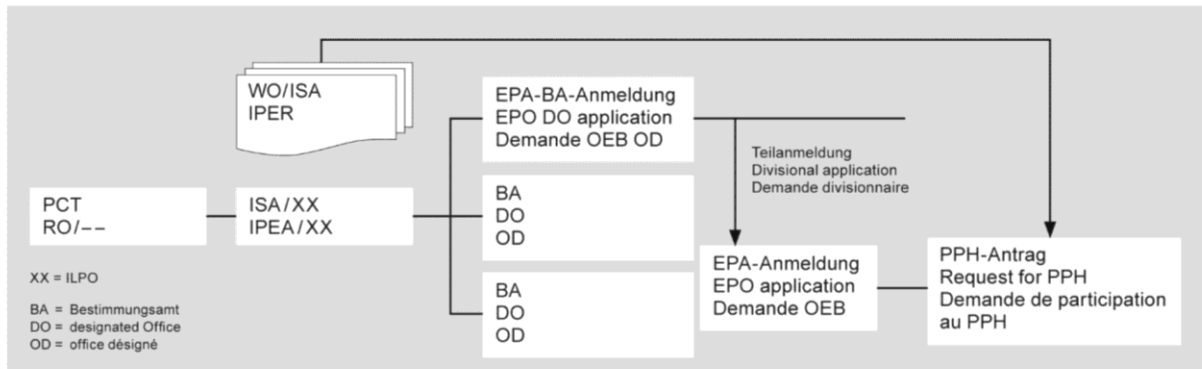 WO/ISA
IPER
EPA-BA-Anmeldung
EPO DO application
Demande OEB OD
Teilanmeldung
Divisional application
Demande divisionnaire
PCT
RO/--
ISA/XX
IPEA/XX
BA
DO
OD
EPA-Anmeldung
EPO application
Demande OEB
PPH-Antrag
Request for PPH
Demande de participation
au PPH
BA
DO
OD
XX = ILPO
BA = Bestimmungsamt
DO = designated Office
OD = office désigné